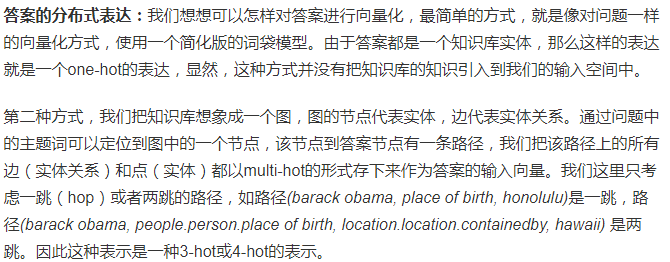 答案的分布式表达：我们想想可以怎样对答案进行向量化，最简单的方式，就是像对问题一样
的向量化方式，使用一个简化版的词袋模型。由于答案都是一个知识库实体，那么这样的表达
就是一个one-hot的表达，显然，这种方式并没有把知识库的知识引入到我们的输入空间中。
第二种方式，我们把知识库想象成一个图，图的节点代表实体，边代表实体关系。通过问题中
的主题词可以定位到图中的一个节点，该节点到答案节点有一条路径，我们把该路径上的所有
边（实体关系）和点（实体）都以multi-hot的形式存下来作为答案的输入向量。我们这里只考
虑一跳（hop）或者两跳的路径，如路径(barack obama, place of birth, honolulu)是一跳，路
径(barack obama, people.person.place of birth, location.location.containedby, hawaii) 是两
跳。因此这种表示是一种3-hot或4-hot的表示。